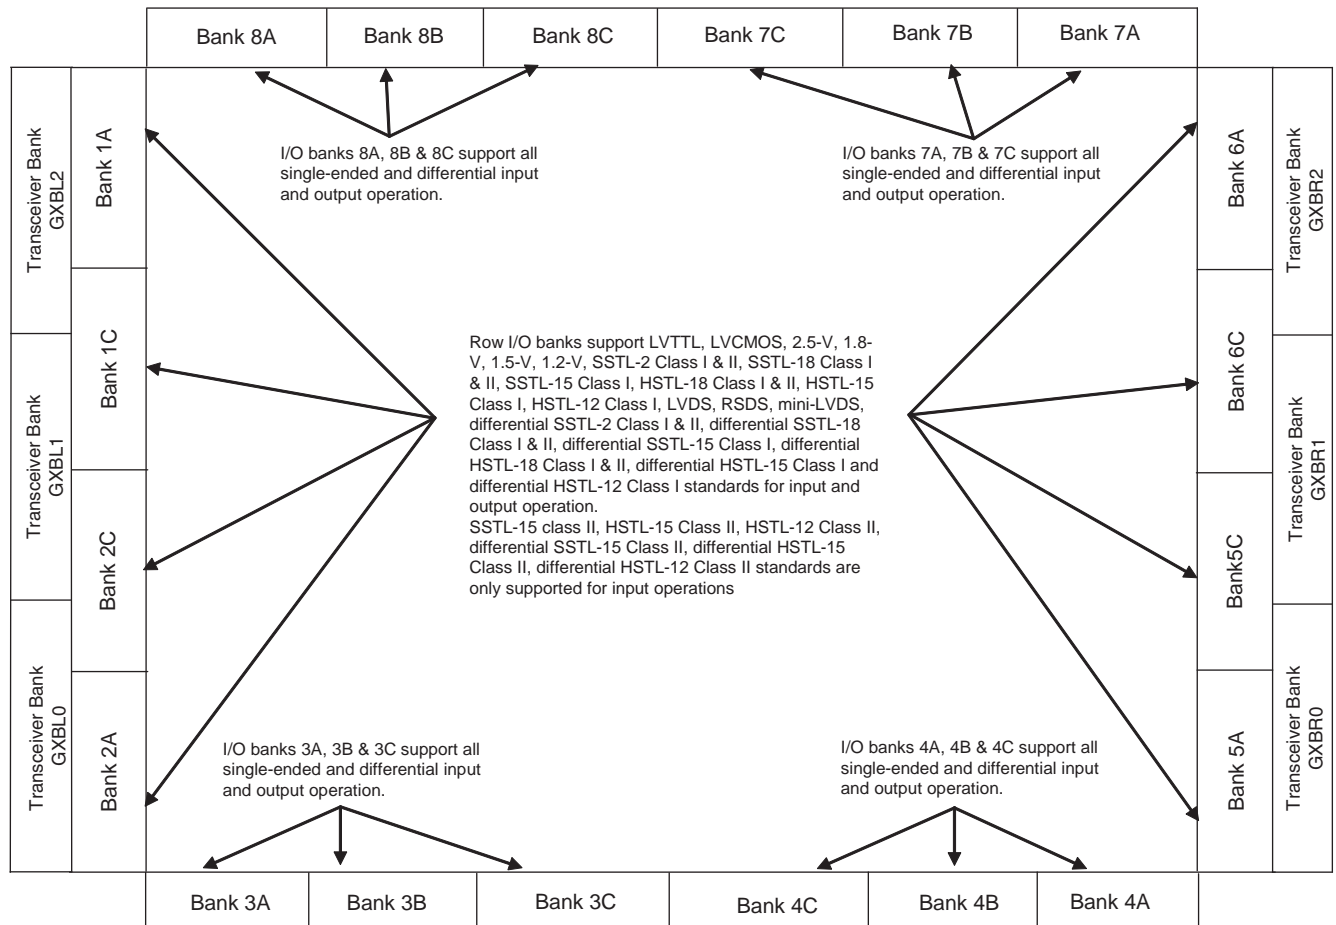 Bank 8A
Bank 8B
Bank 8C
Bank 7C
Bank 7B
Bank 7A
Transceiver Bank
GXBL2
Transceiver Bank
GXBL1
Transceiver Bank
GXBL0
Bank 1A
Bank 1C
Bank 2C
Bank 2A
I/O banks 8A, 8B & 8C support all
single-ended and differential input
and output operation.
I/O banks 7A, 7B & 7C support all
single-ended and differential input
and output operation.
Row I/O banks support LVTTL, LVCMOS, 2.5-V, 1.8-
V, 1.5-V, 1.2-V, SSTL-2 Class I & II, SSTL-18 Class I
& II, SSTL-15 Class I, HSTL-18 Class I & II, HSTL-15
Class I, HSTL-12 Class I, LVDS, RSDS, mini-LVDS,
differential SSTL-2 Class I & II, differential SSTL-18
Class I & II, differential SSTL-15 Class I, differential
HSTL-18 Class I & II, differential HSTL-15 Class I and
differential HSTL-12 Class I standards for input and
output operation.
SSTL-15 class II, HSTL-15 Class II, HSTL-12 Class II,
differential SSTL-15 Class II, differential HSTL-15
Class II, differential HSTL-12 Class II standards are
only supported for input operations
I/O banks 3A, 3B & 3C support all
single-ended and differential input
and output operation.
I/O banks 4A, 4B & 4C support all
single-ended and differential input
and output operation.
Bank 6A
Bank 6C
Bank5C
Bank 5A
Transceiver Bank
GXBR2
Transceiver Bank
GXBR1
Transceiver Bank
GXBR0
Bank 3A
Bank 3B
Bank 3C
Bank 4C
Bank 4B
Bank 4A